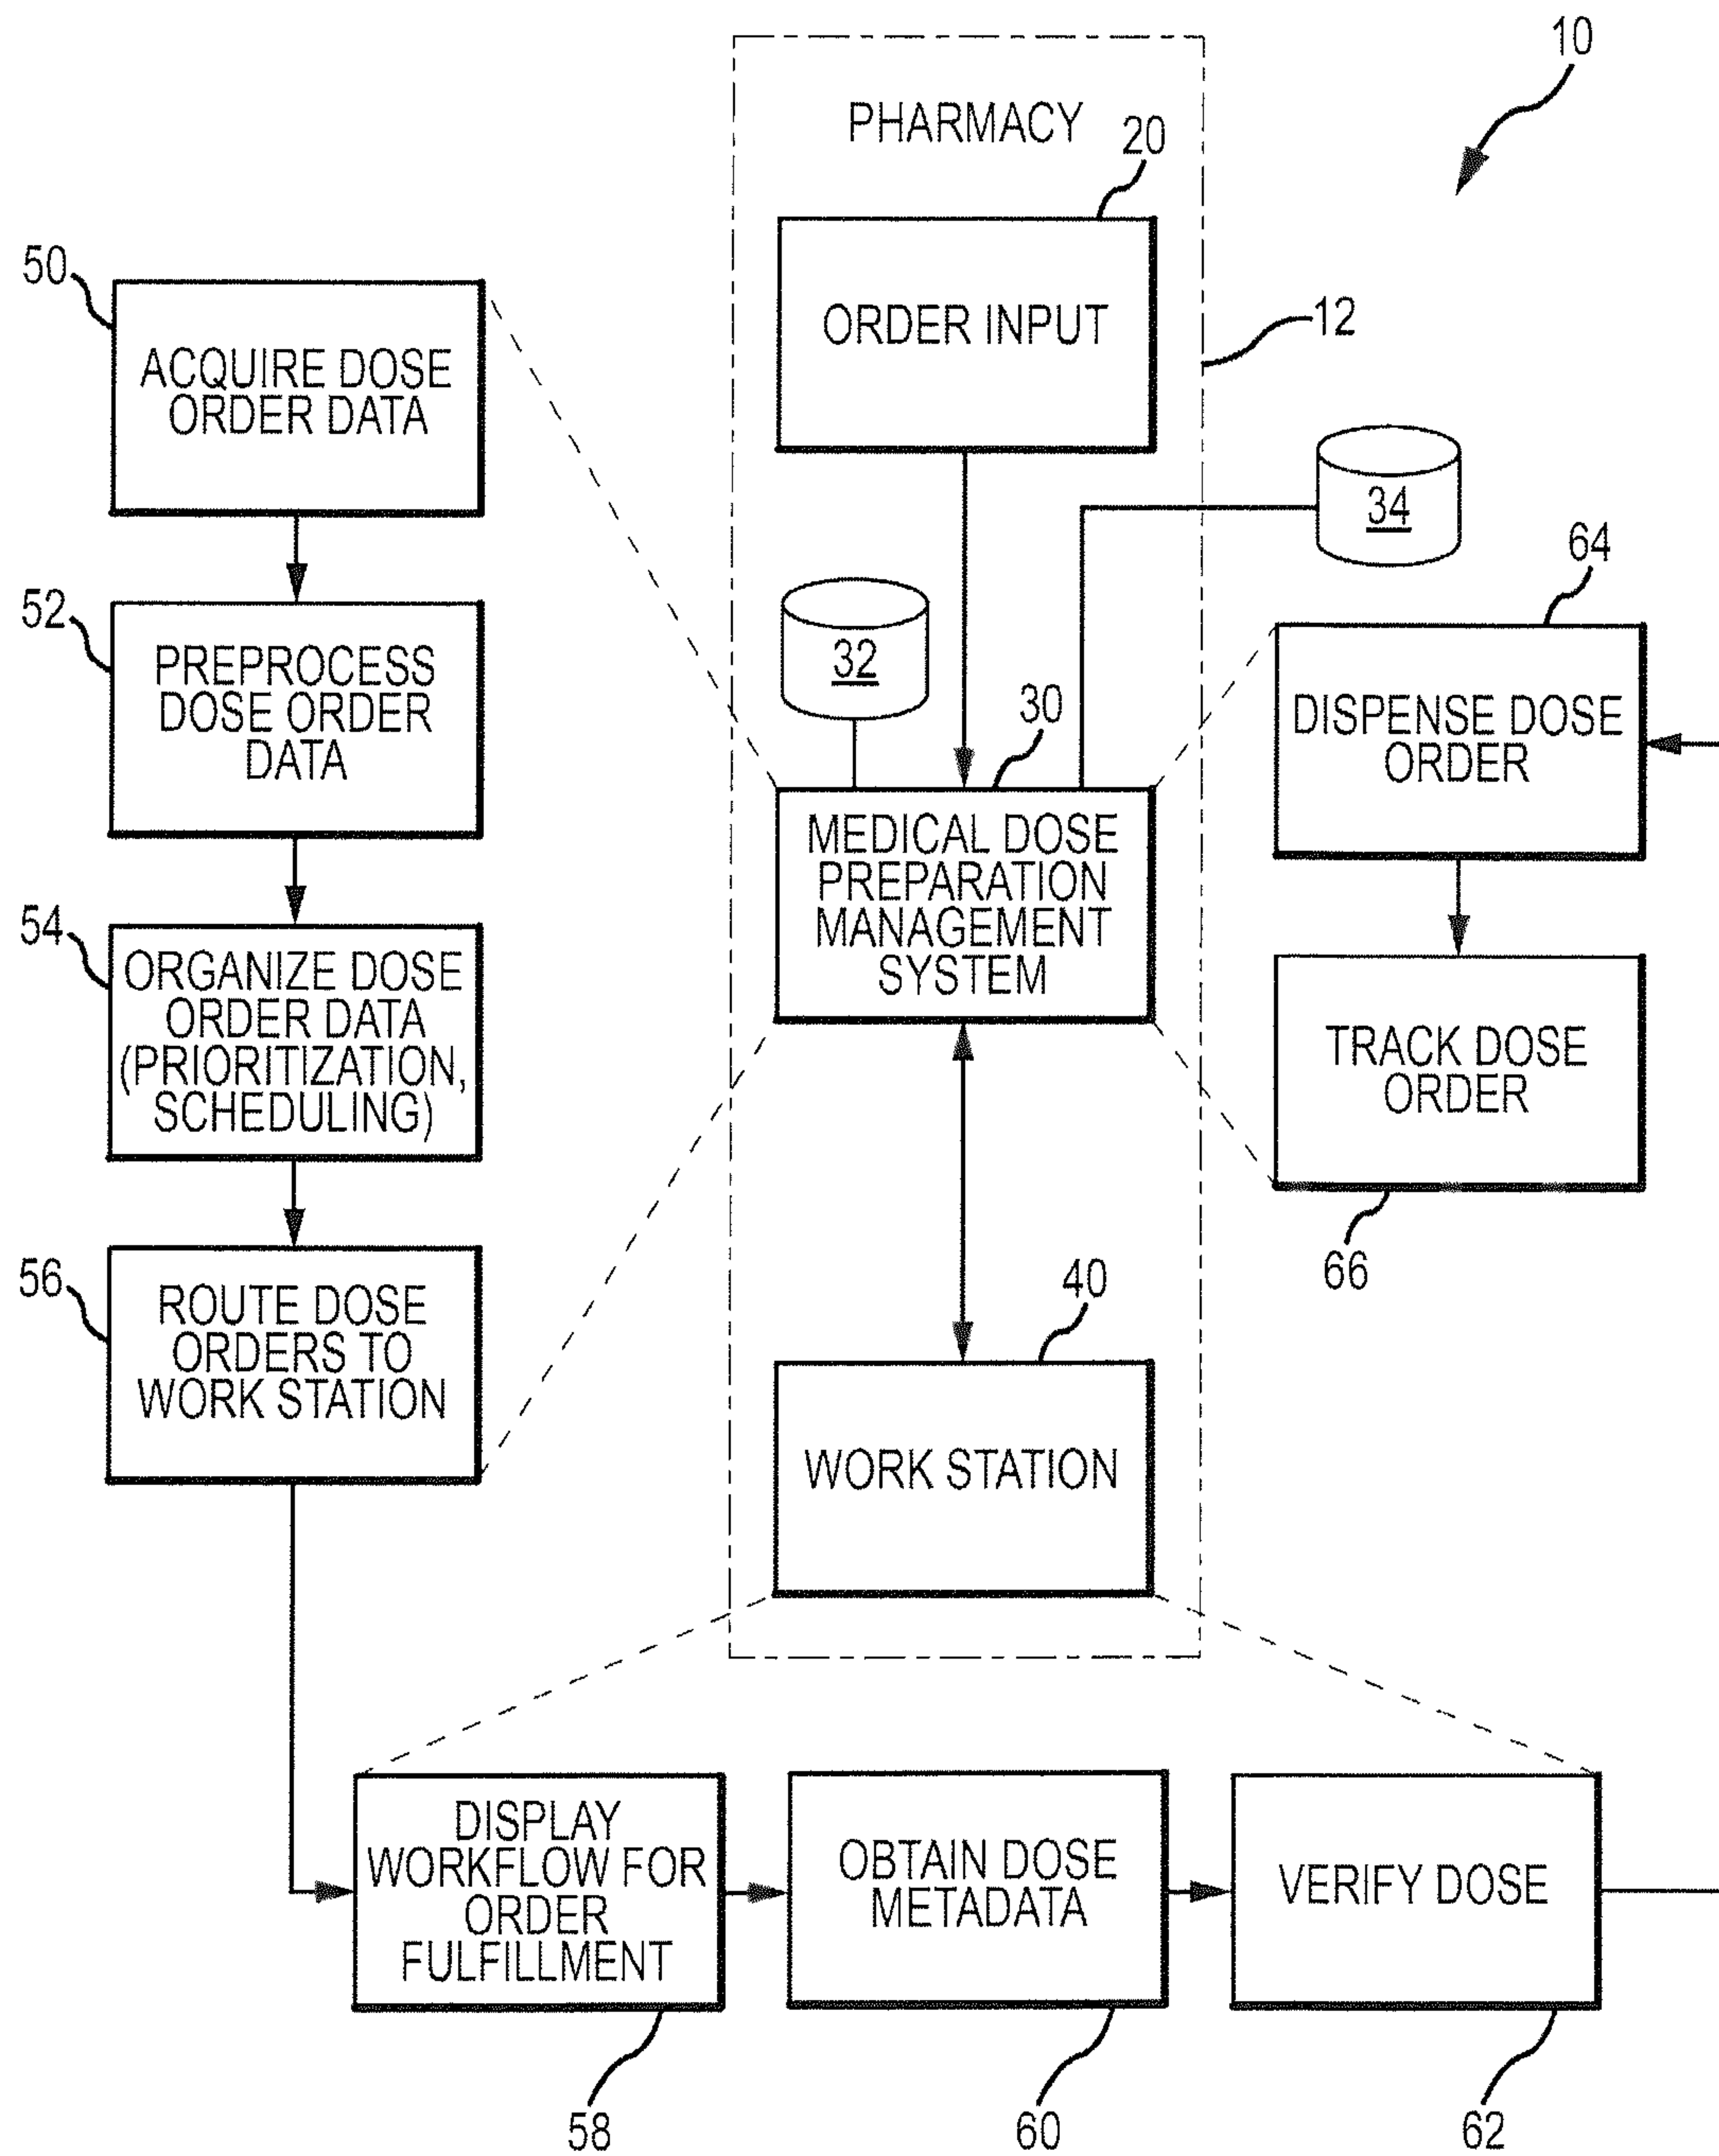 10
PHARMACY
20
ORDER INPUT
12
50
ACQUIRE DOSE
ORDER DATA
34
64
52
PREPROCESS
DOSE ORDER
DATA
32
30
MEDICAL DOSE
PREPARATION
MANAGEMENT
SYSTEM
DISPENSE DOSE
ORDER
54
ORGANIZE DOSE
ORDER DATA
(PRIORITIZATION,
SCHEDULING)
TRACK DOSE
ORDER
66
56
ROUTE DOSE
ORDERS TO
WORK STATION
40
WORK STATION
DISPLAY
WORKFLOW FOR
ORDER
FULFILLMENT
OBTAIN DOSE
METADATA
VERIFY DOSE
58
60
62